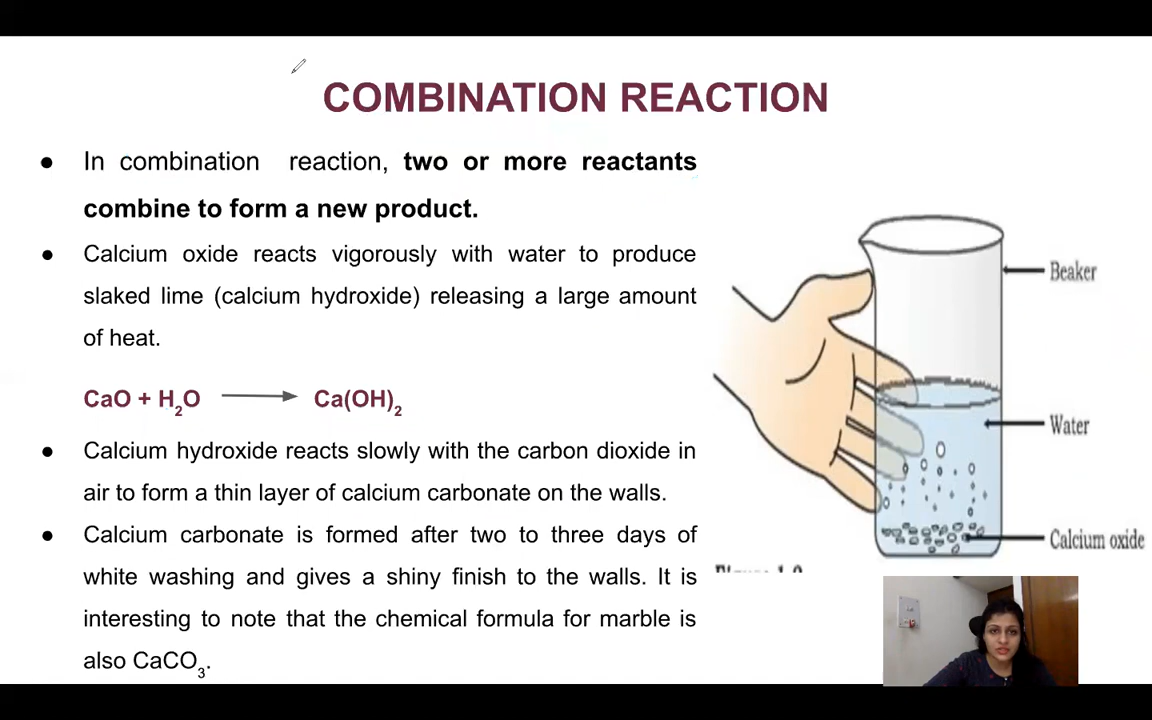 COMBINATION REACTION
● In combination reaction, two or more reactants
combine to form a new product.
● Calcium oxide reacts vigorously with water to produce
slaked lime (calcium hydroxide) releasing a large amount
of heat.
CaO + H₂O ⟶ Ca(OH)₂
● Calcium hydroxide reacts slowly with the carbon dioxide in
air to form a thin layer of calcium carbonate on the walls.
● Calcium carbonate is formed after two to three days of
white washing and gives a shiny finish to the walls. It is
interesting to note that the chemical formula for marble is
also CaCO₃.
Beaker
Water
Calcium oxide